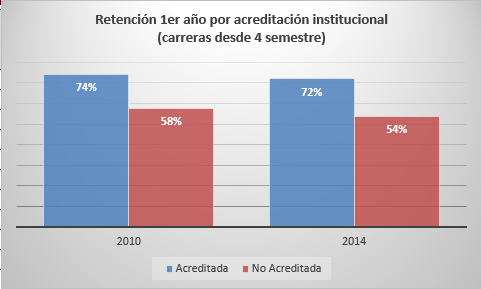 Retención 1er año por acreditación institucional
(carreras desde 4 semestre)
74%
58%
72%
54%
2010
2014
Acreditada
No Acreditada